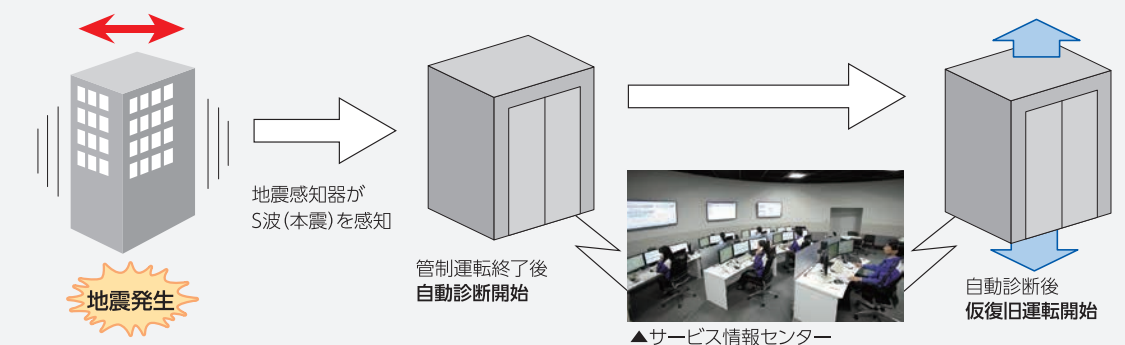 地震発生
地震感知器が
S波(本震)を感知
管制運転終了後
自動診断開始
▲サービス情報センター
自動診断後
仮復旧運転開始